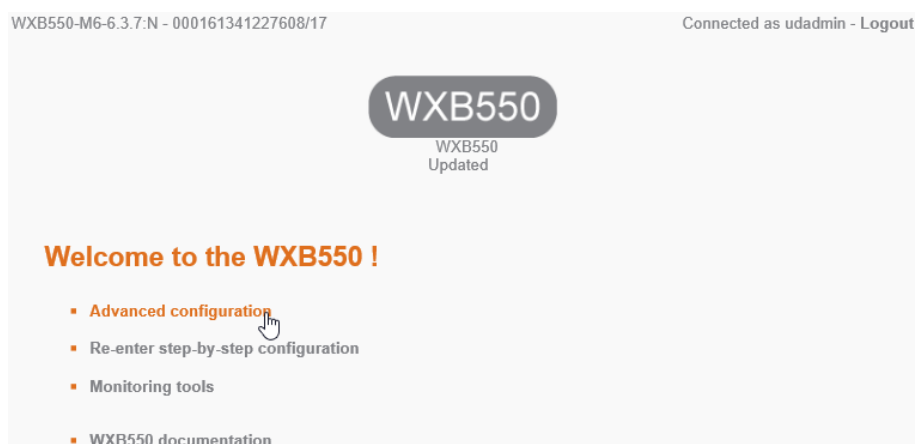 WXB550-M6-6.3.7:N - 000161341227608/17
Connected as udadmin - Logout
WXB550
WXB550
Updated
Welcome to the WXB550 !
Advanced configuration
Re-enter step-by-step configuration
Monitoring tools
WXB550 documentation